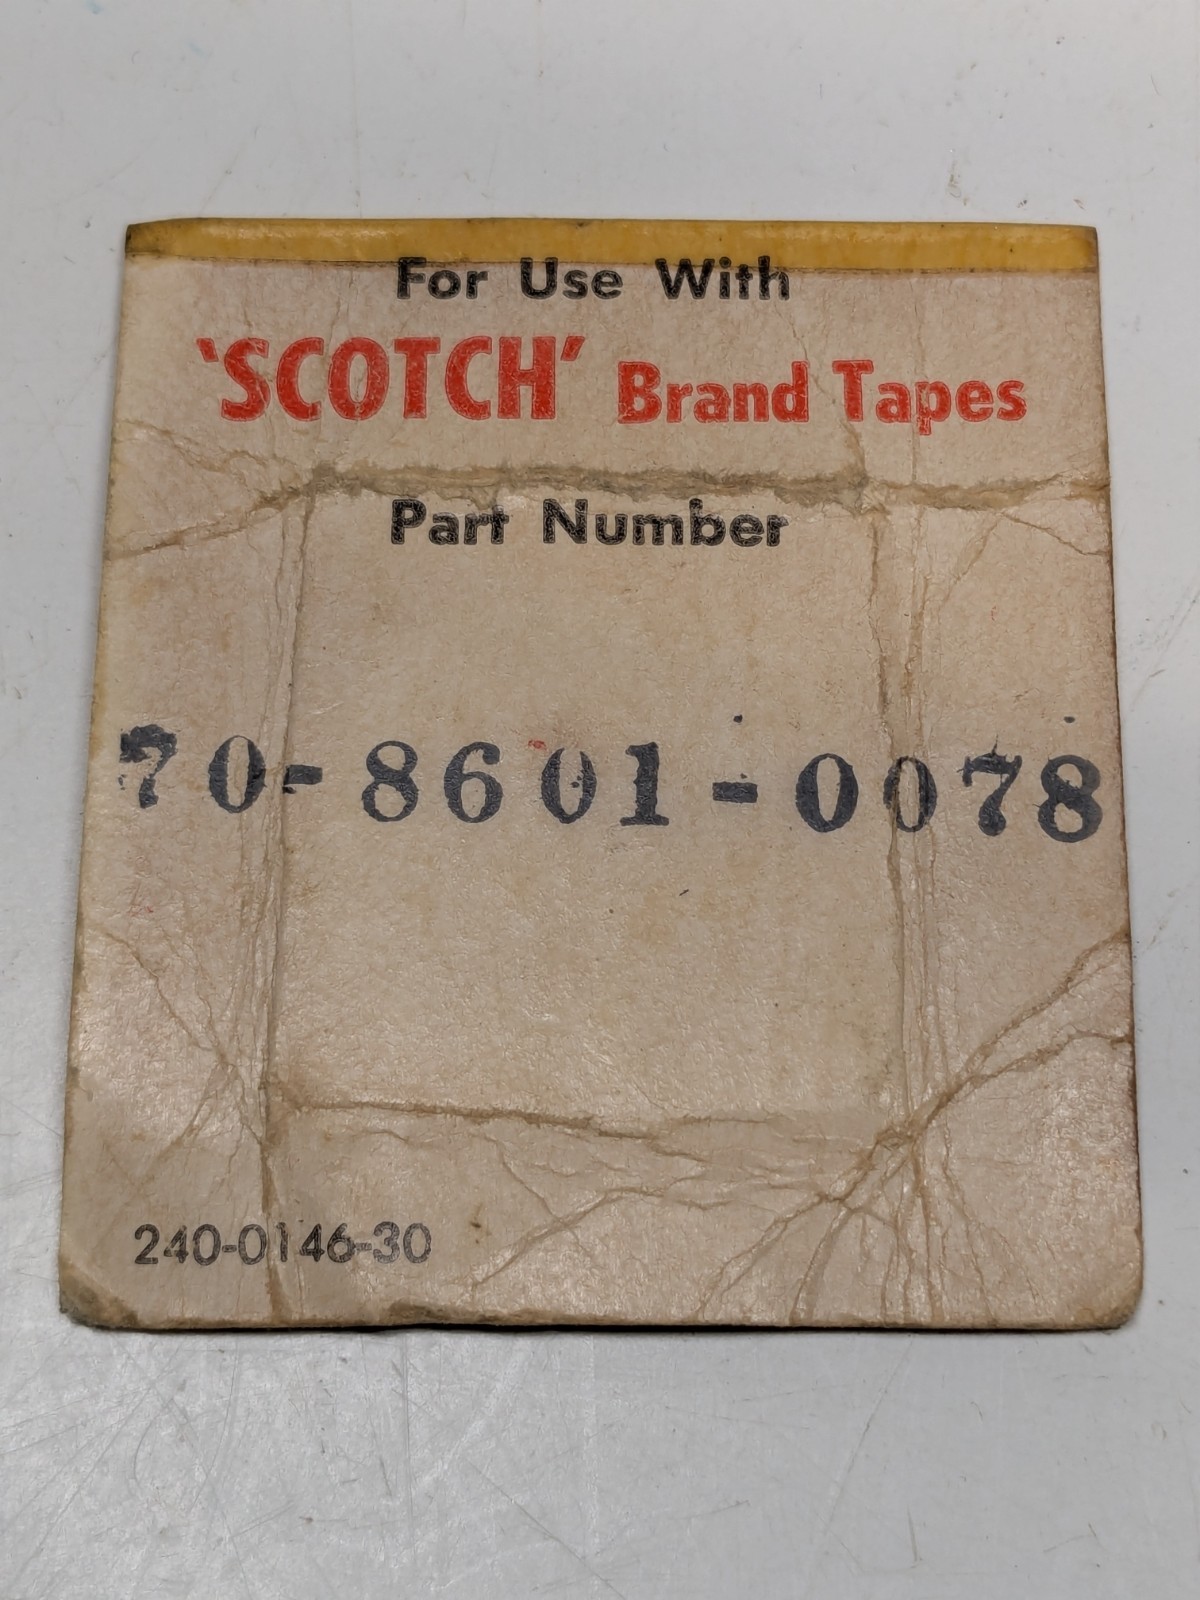 For Use With
'SCOTCH' Brand Tapes
Part Number
70-8601-0078
240-0146-30